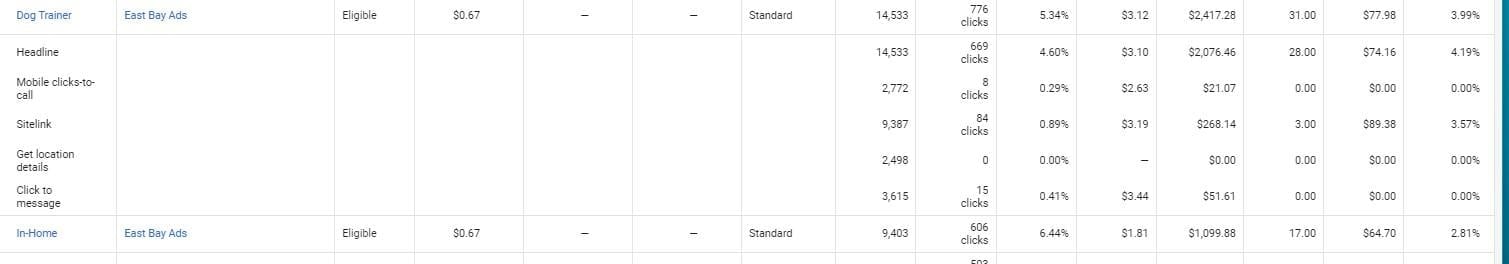 Dog Trainer East Bay Ads Eligible $0.67 – – Standard 14,533 776 clicks 5.34% $3.12 $2,417.28 31.00 $77.98 3.99%
Headline 14,533 669 clicks 4.60% $3.10 $2,076.46 28.00 $74.16 4.19%
Mobile clicks-to-call 2,772 8 clicks 0.29% $2.63 $21.07 0.00 $0.00 0.00%
Sitelink 9,387 84 clicks 0.89% $3.19 $268.14 3.00 $89.38 3.57%
Get location details 2,498 0 0.00% – $0.00 0.00 $0.00 0.00%
Click to message 3,615 15 clicks 0.41% $3.44 $51.61 0.00 $0.00 0.00%
In-Home East Bay Ads Eligible $0.67 – – Standard 9,403 606 clicks 6.44% $1.81 $1,099.88 17.00 $64.70 2.81%